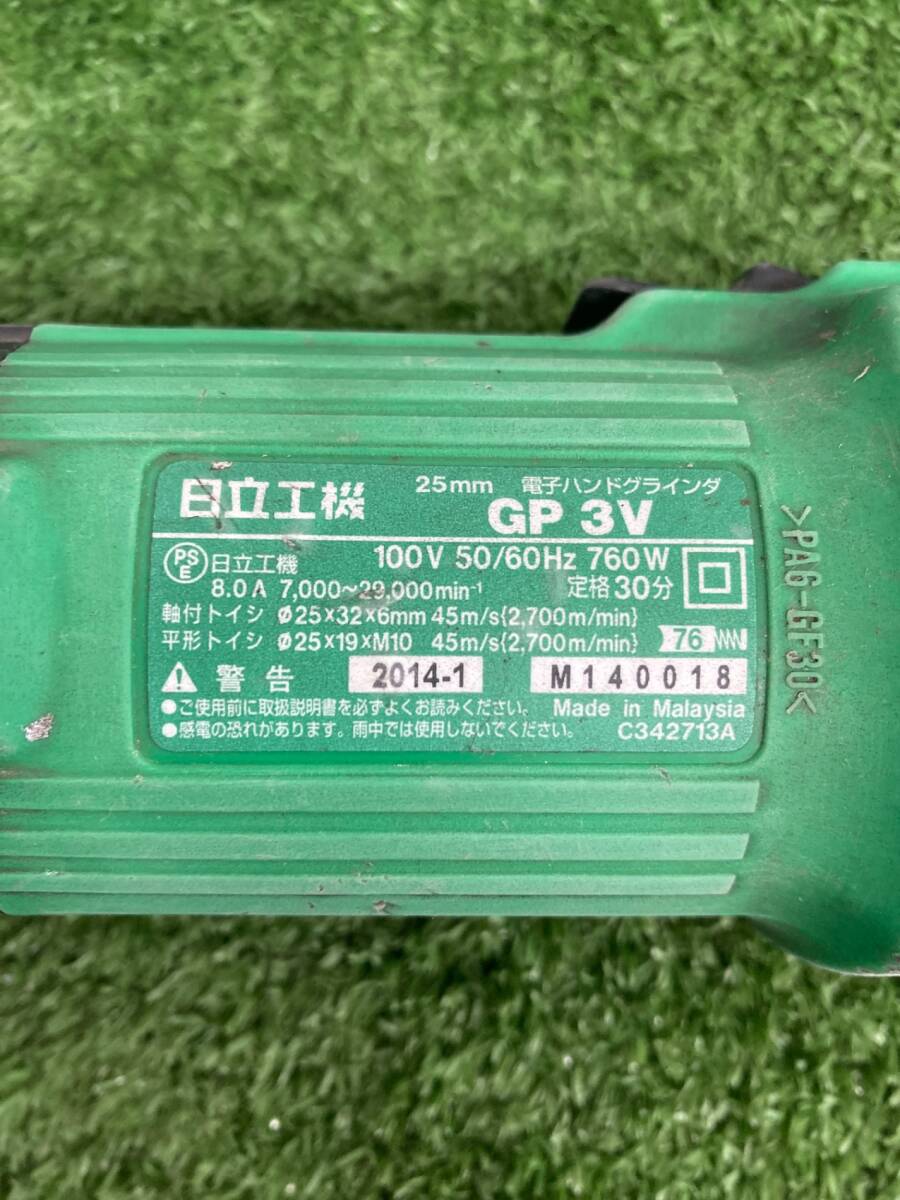 日立工機 25mm 電子ハンドグラインダ
GP 3V
PSE 日立工機 100V 50/60Hz 760W
8.0A 7,000~29,000min⁻¹ 定格30分
軸付トイシ φ25×32×6mm 45m/s{2,700m/min}
平形トイシ φ25×19×M10 45m/s{2,700m/min} 76
警告 2014-1 M140018
●ご使用前に取扱説明書を必ずよくお読みください。 Made in Malaysia
●感電の恐れがあります。雨中では使用しないでください。 C342713A
>PA6-GF30<